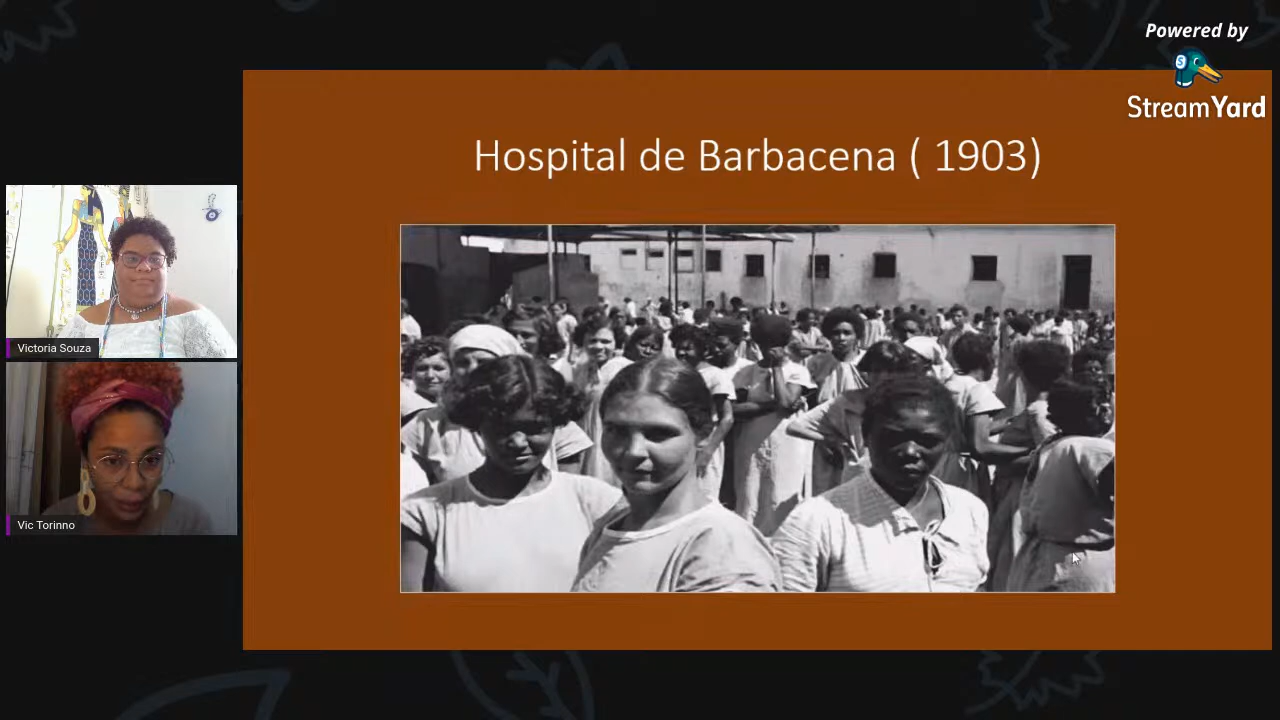 Powered by
StreamYard
Hospital de Barbacena ( 1903)
Victoria Souza
Vic Torinno